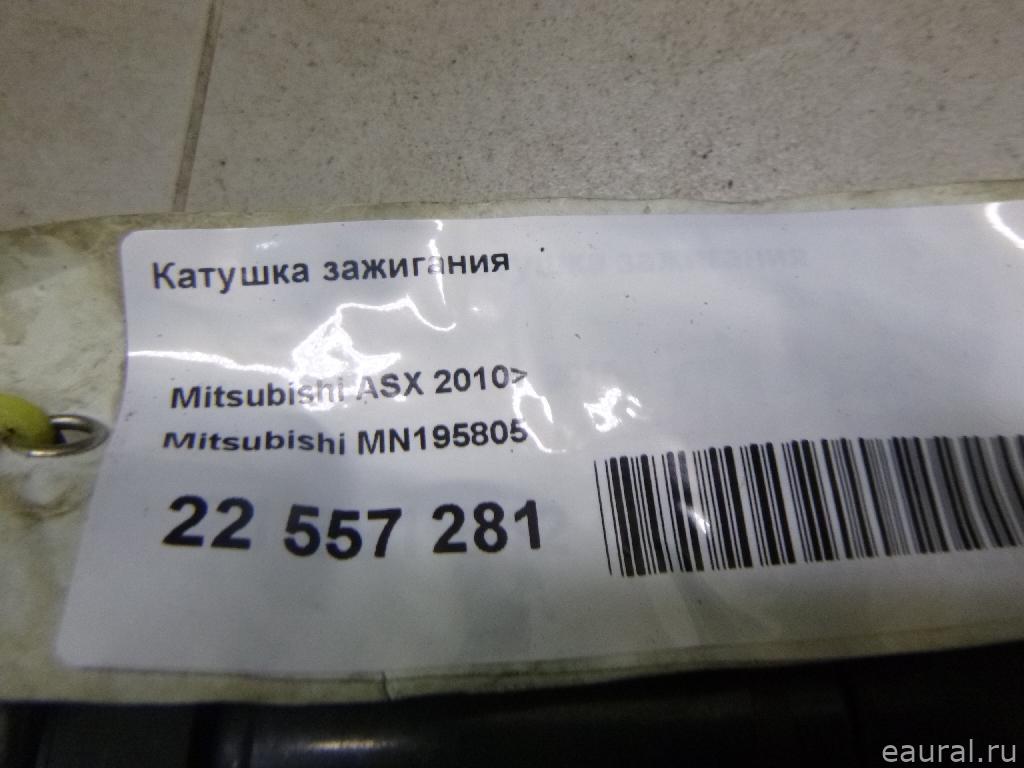 Катушка зажигания
Mitsubishi ASX 2010>
Mitsubishi MN195805
22 557 281
eaural.ru